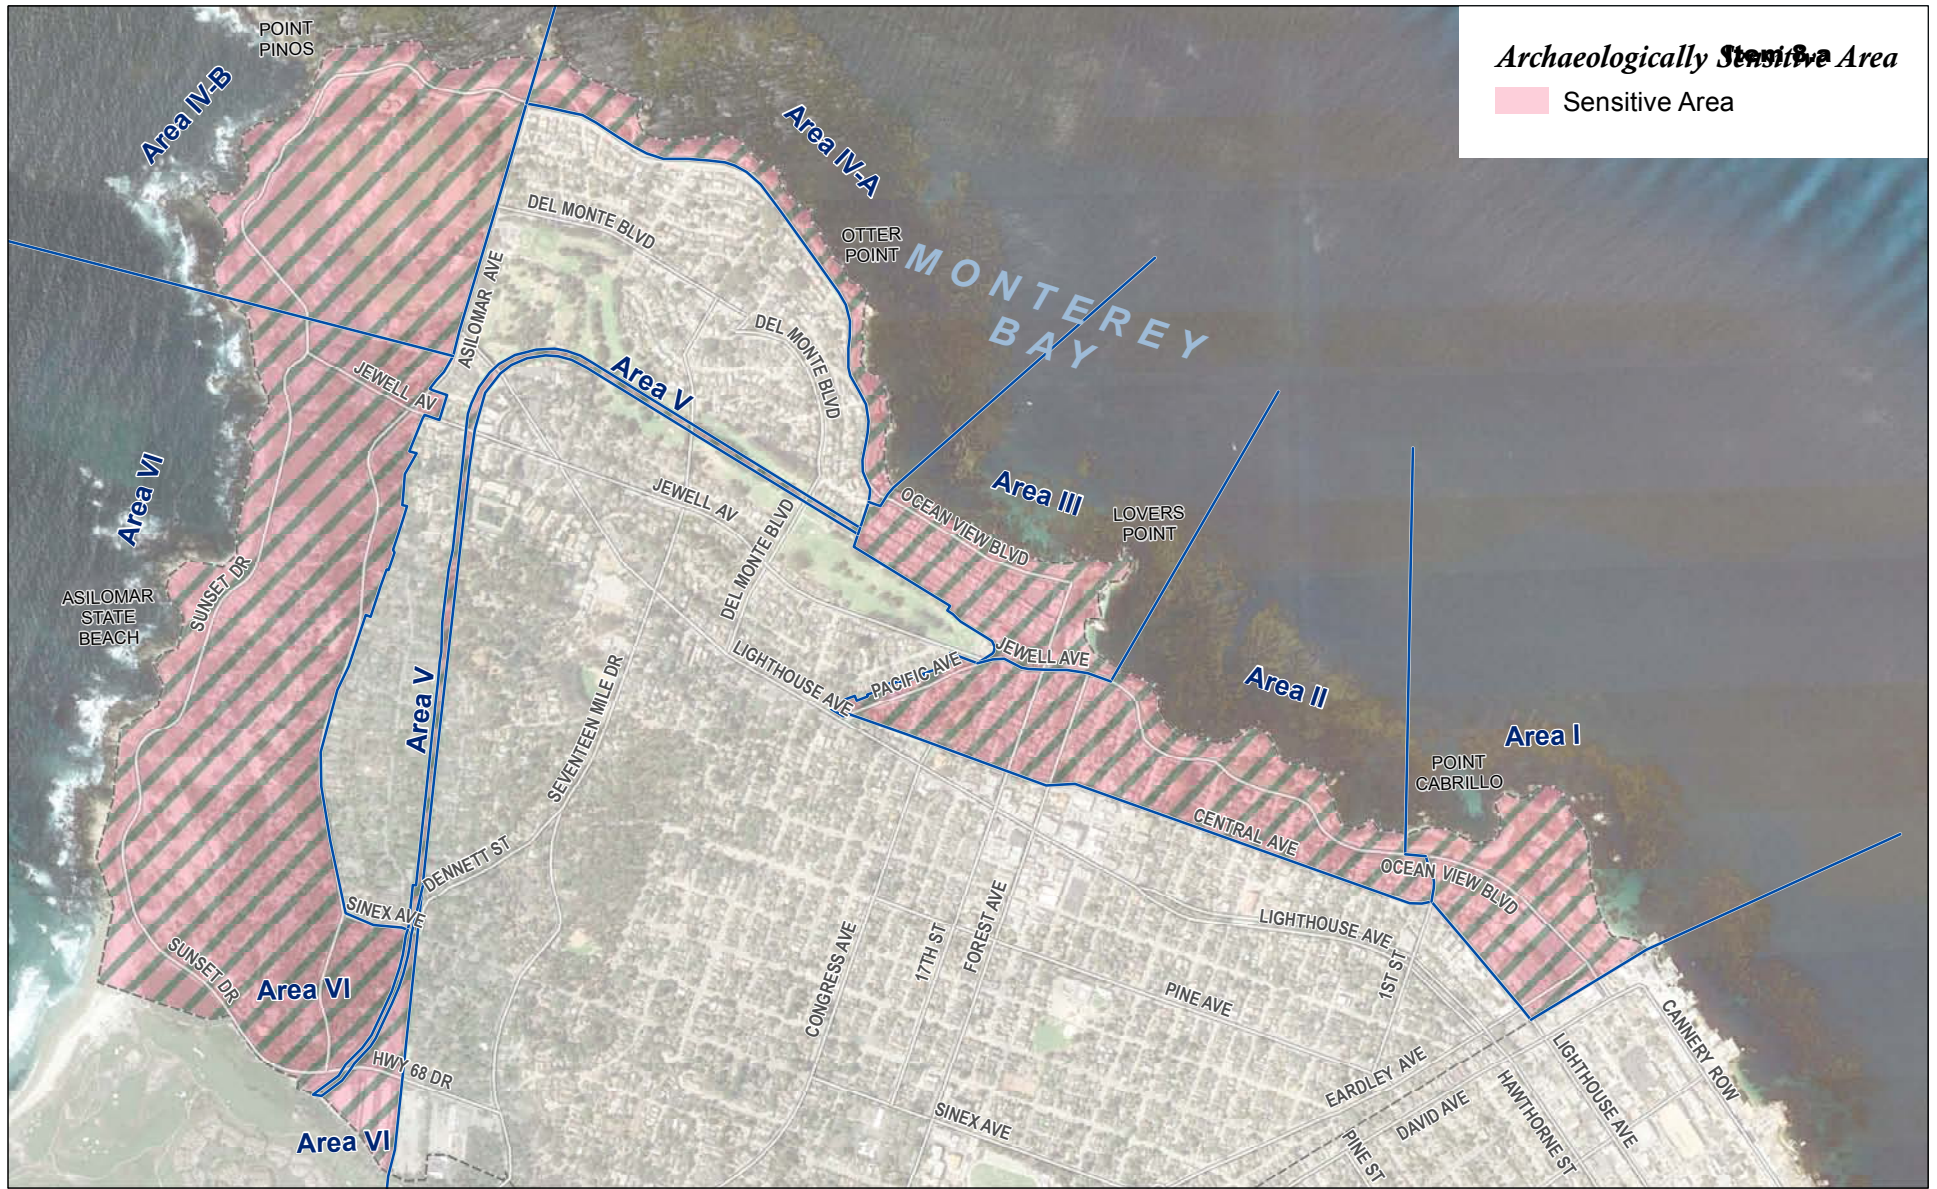 Archaeologically Sensitive Area
Item 8.a
Sensitive Area
POINT
PINOS
Area IV-B
Area IV-A
DEL MONTE BLVD
OTTER
POINT
MONTEREY
BAY
ASILOMAR AVE
DEL MONTE BLVD
JEWELL AV
Area V
Area VI
JEWELL AV
OCEAN VIEW BLVD
Area III
LOVERS
POINT
DEL MONTE BLVD
SUNSET DR
ASILOMAR
STATE
BEACH
JEWELL AVE
PACIFIC AVE
LIGHTHOUSE AVE
SEVENTEEN MILE DR
Area V
Area II
Area I
POINT
CABRILLO
CENTRAL AVE
OCEAN VIEW BLVD
DENNETT ST
SINEX AVE
LIGHTHOUSE AVE
CONGRESS AVE
17TH ST
FOREST AVE
1ST ST
SUNSET DR
Area VI
PINE AVE
CANNERY ROW
HWY 68 DR
EARDLEY AVE
LIGHTHOUSE AVE
HAWTHORNE ST
DAVID AVE
SINEX AVE
PINE ST
Area VI